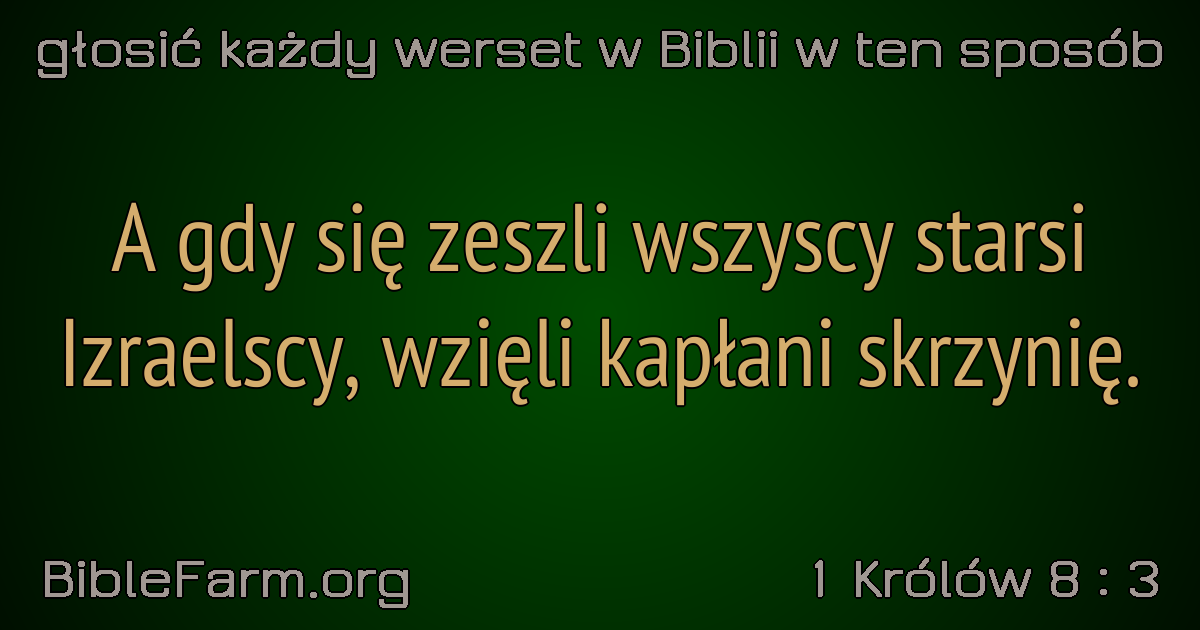 głosić każdy werset w Biblii w ten sposób
A gdy się zeszli wszyscy starsi
Izraelscy, wzięli kapłani skrzynię.
BibleFarm.org
1 Królów 8 : 3